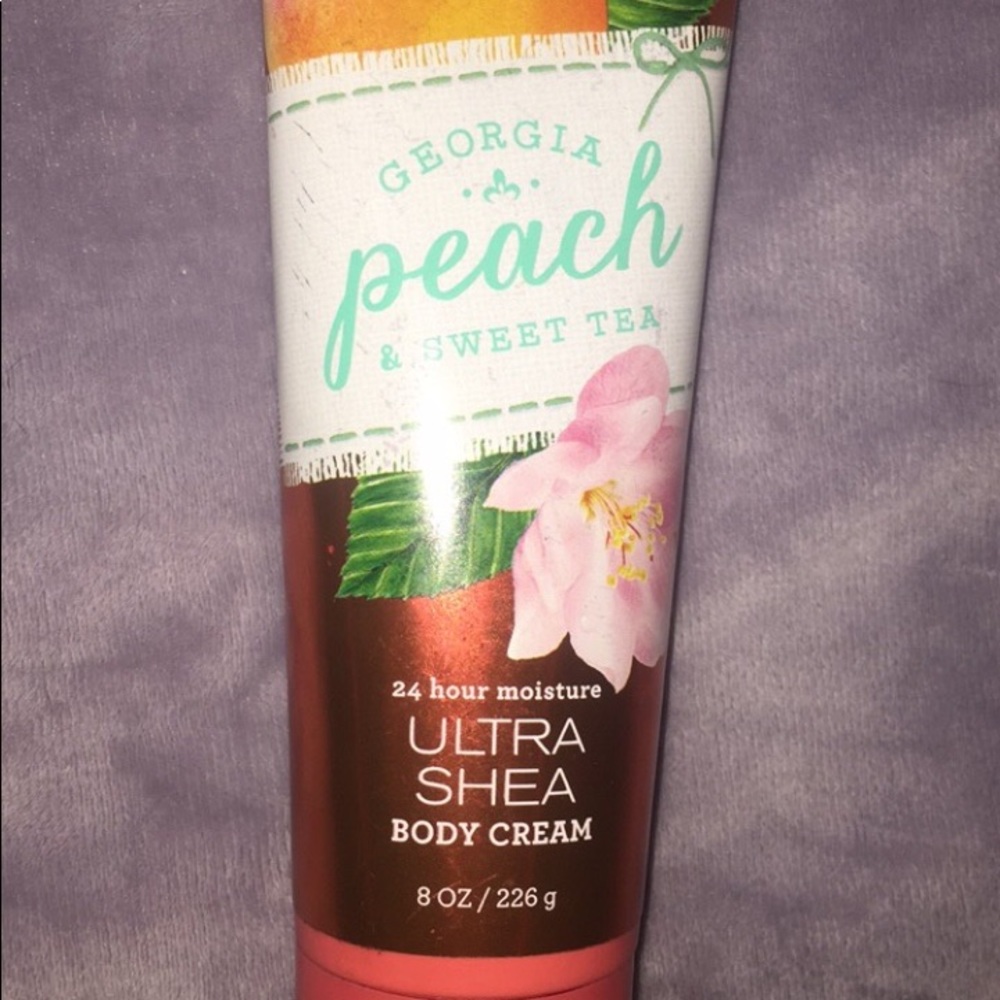 GEORGIA
peach
& SWEET TEA
24 hour moisture
ULTRA
SHEA
BODY CREAM
8 OZ / 226 g